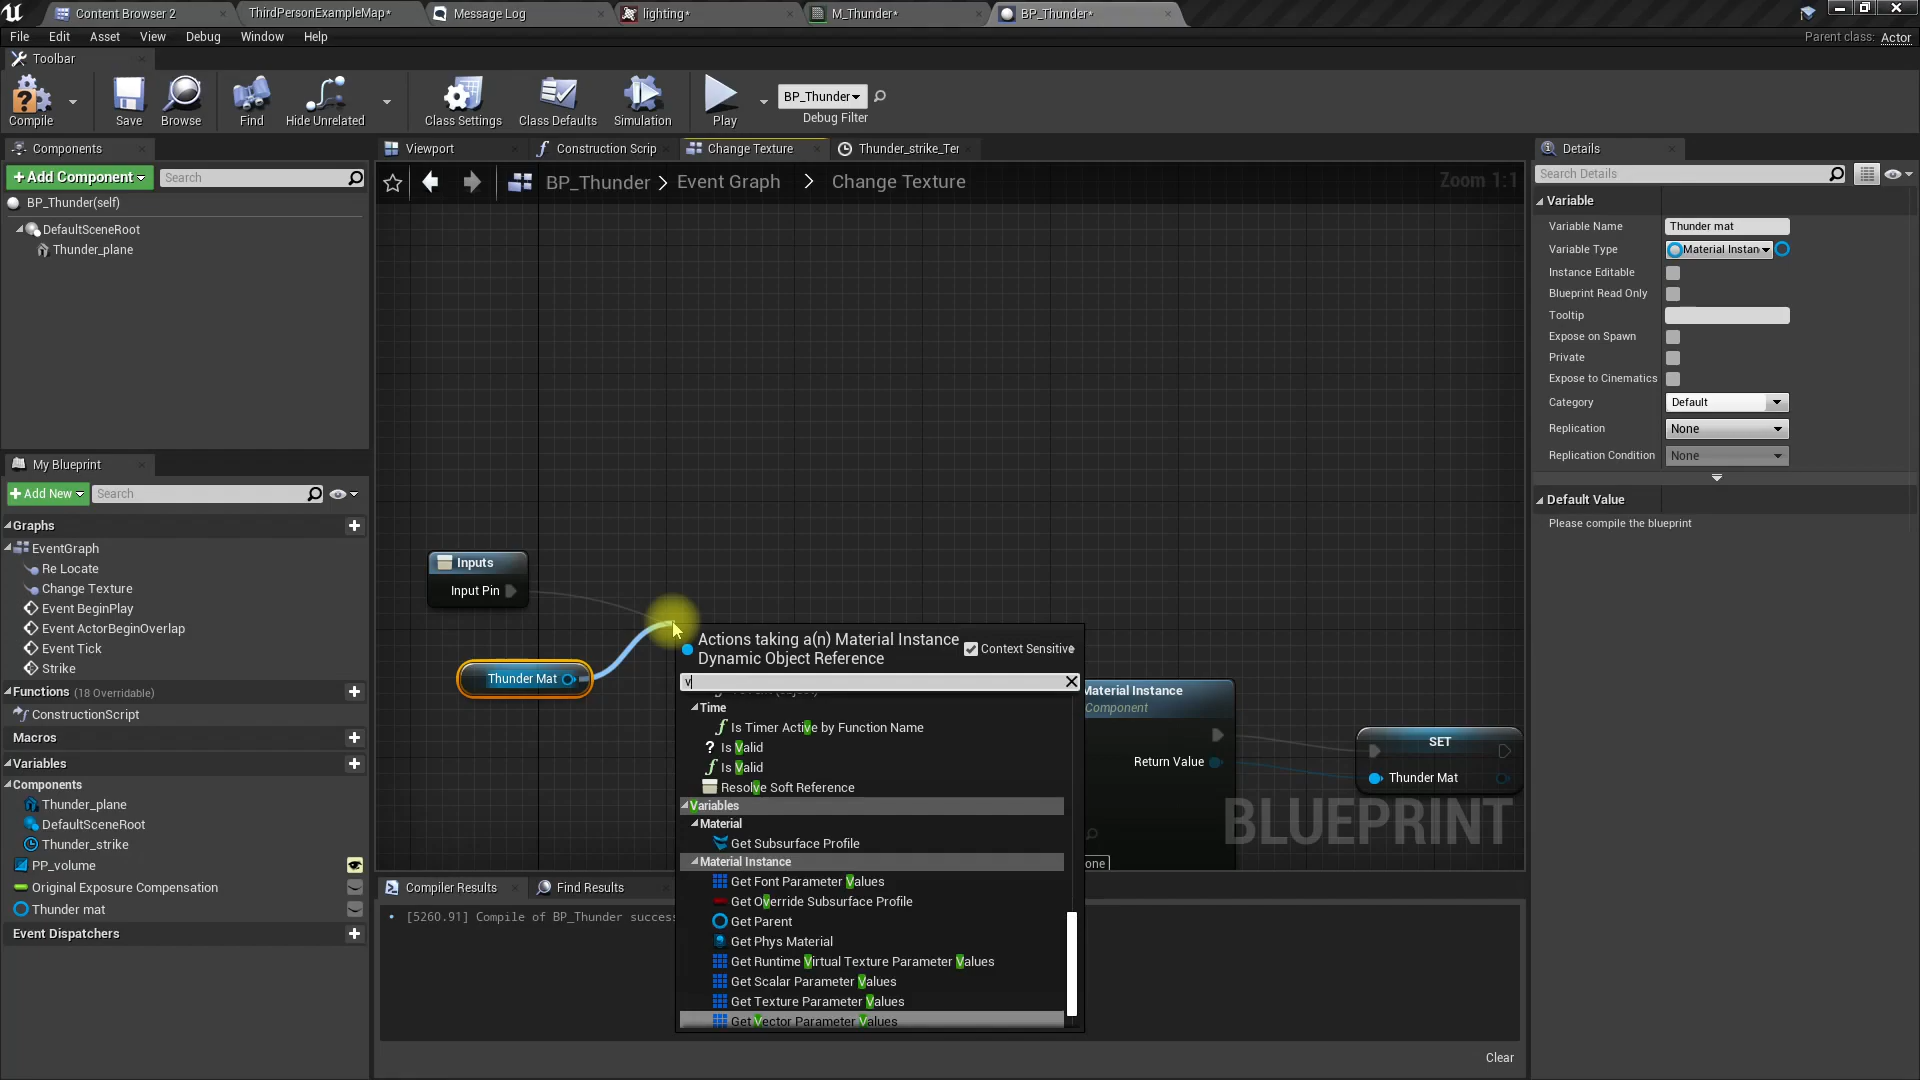 Content Browser 2
ThirdPersonExampleMap*
Message Log
lighting*
M_Thunder*
BP_Thunder*
File Edit Asset View Debug Window Help
Parent class: Actor
Toolbar
Compile
Save
Browse
Find
Hide Unrelated
Class Settings
Class Defaults
Simulation
Play
BP_Thunder
Debug Filter
Components
+Add Component
Search
BP_Thunder(self)
DefaultSceneRoot
Thunder_plane
My Blueprint
+Add New
Search
Graphs
EventGraph
Re Locate
Change Texture
Event BeginPlay
Event ActorBeginOverlap
Event Tick
Strike
Functions (18 Overridable)
ConstructionScript
Macros
Variables
Components
Thunder_plane
DefaultSceneRoot
Thunder_strike
PP_volume
Original Exposure Compensation
Thunder mat
Event Dispatchers
Viewport
Construction Scrip
Change Texture
Thunder_strike_Ter
BP_Thunder > Event Graph > Change Texture
Zoom 1:1
Inputs
Input Pin
Thunder Mat
Actions taking a(n) Material Instance
Dynamic Object Reference
Context Sensitive
v
Time
Is Timer Active by Function Name
? Is Valid
Is Valid
Resolve Soft Reference
Variables
Material
Get Subsurface Profile
Material Instance
Get Font Parameter Values
Get Override Subsurface Profile
Get Parent
Get Phys Material
Get Runtime Virtual Texture Parameter Values
Get Scalar Parameter Values
Get Texture Parameter Values
Get Vector Parameter Values
Material Instance
Component
Return Value
one
SET
Thunder Mat
BLUEPRINT
Compiler Results
Find Results
[5260.91] Compile of BP_Thunder success
Clear
Details
Search Details
Variable
Variable Name
Thunder mat
Variable Type
Material Instan
Instance Editable
Blueprint Read Only
Tooltip
Expose on Spawn
Private
Expose to Cinematics
Category
Default
Replication
None
Replication Condition
None
Default Value
Please compile the blueprint